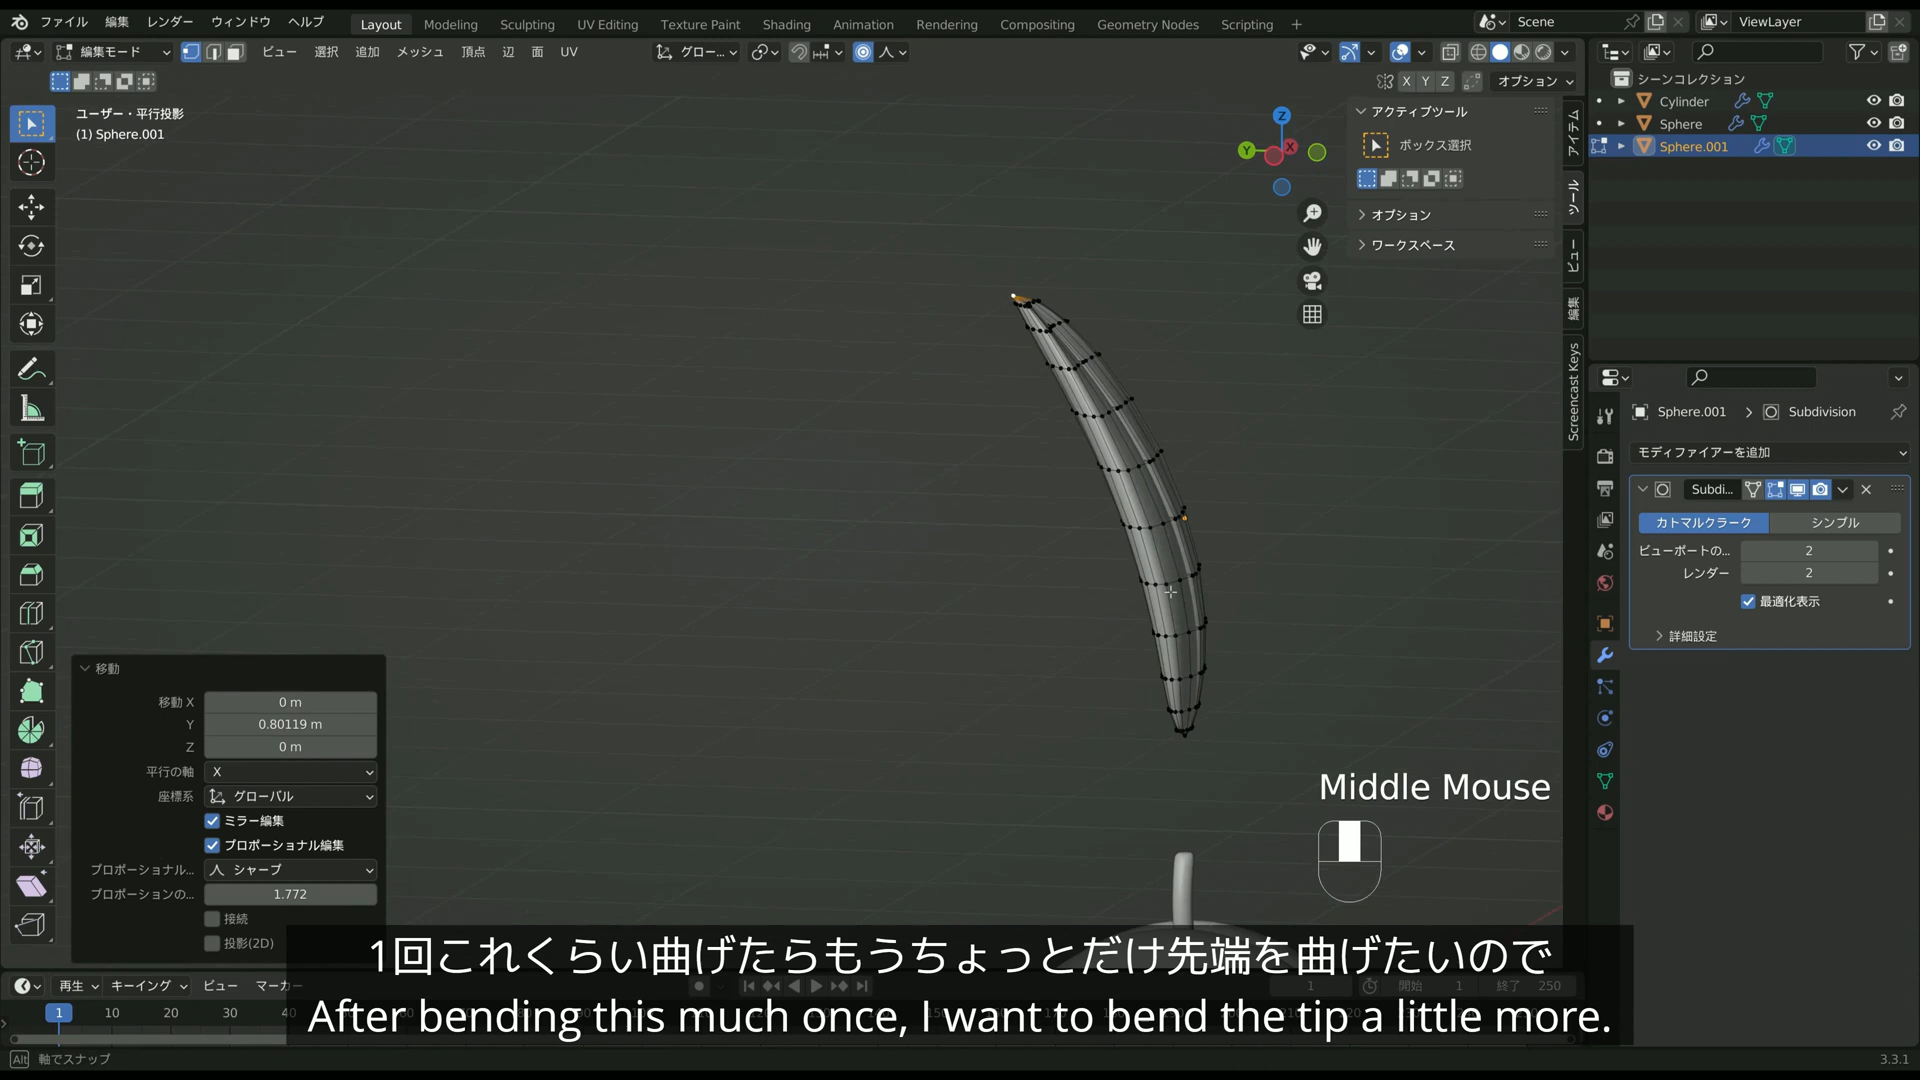 ファイル 編集 レンダー ウィンドウ ヘルプ Layout Modeling Sculpting UV Editing Texture Paint Shading Animation Rendering Compositing Geometry Nodes Scripting + Scene ViewLayer
編集モード ビュー 選択 追加 メッシュ 頂点 辺 面 UV グロー...
X Y Z オプション
シーンコレクション
Cylinder
Sphere
Sphere.001
ユーザー・平行投影
(1) Sphere.001
Z
Y
X
アクティブツール
ボックス選択
オプション
ワークスペース
アイテム
ツール
ビュー
編集
Screencast Keys
Sphere.001 Subdivision
モディファイアーを追加
Subdi...
カトマルクラーク シンプル
ビューポートの... 2
レンダー 2
最適化表示
詳細設定
移動
移動 X 0 m
Y 0.80119 m
Z 0 m
平行の軸 X
座標系 グローバル
ミラー編集
プロポーショナル編集
プロポーショナル... シャープ
プロポーションの... 1.772
接続
投影(2D)
Middle Mouse
1回これくらい曲げたらもうちょっとだけ先端を曲げたいので
After bending this much once, I want to bend the tip a little more.
再生 キーイング ビュー マーカー 1 開始 1 終了 250
1 10 20 30 40
Alt 軸でスナップ
3.3.1